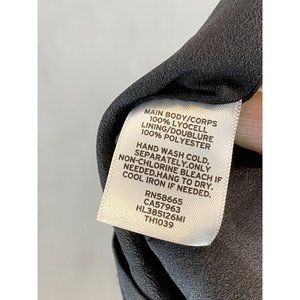 MAIN BODY/CORPS
100% LYOCELL
LINING/DOUBLURE
100% POLYESTER
HAND WASH COLD,
SEPARATELY.ONLY
NON-CHLORINE BLEACH IF
NEEDED.HANG TO DRY.
COOL IRON IF NEEDED.
RN58665
CA57963
HL385126MI
TH1039